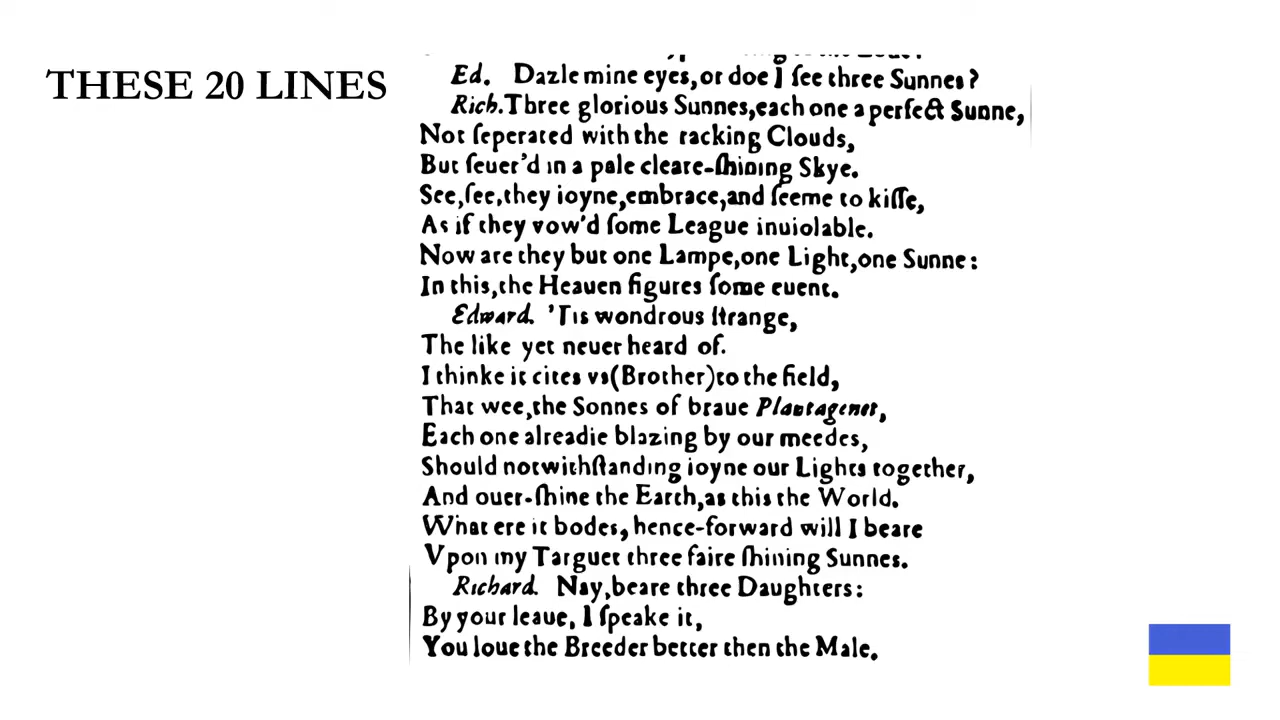 THESE 20 LINES
Ed. Dazle mine eyes, or doe I ſee three Sunnes?
Rich. Three glorious Sunnes, each one a perfect Sunne,
Not ſeperated with the racking Clouds,
But ſeuer'd in a pale cleare-ſhining Skye.
See, ſee, they ioyne, embrace, and ſeeme to kiſſe,
As if they vow'd ſome League inuiolable.
Now are they but one Lampe, one Light, one Sunne:
In this, the Heauen figures ſome euent.
Edward. 'Tis wondrous ſtrange,
The like yet neuer heard of.
I thinke it cites vs (Brother) to the field,
That wee, the Sonnes of braue Plantagenet,
Each one alreadie blazing by our meedes,
Should notwithſtanding ioyne our Lights together,
And ouer-ſhine the Earth, as this the World.
What ere it bodes, hence-forward will I beare
Vpon my Targuet three faire ſhining Sunnes.
Richard. Nay, beare three Daughters:
By your leaue, I ſpeake it,
You loue the Breeder better then the Male.